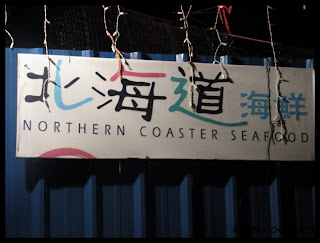 北海道海鮮
NORTHERN COASTER SEAFOOD